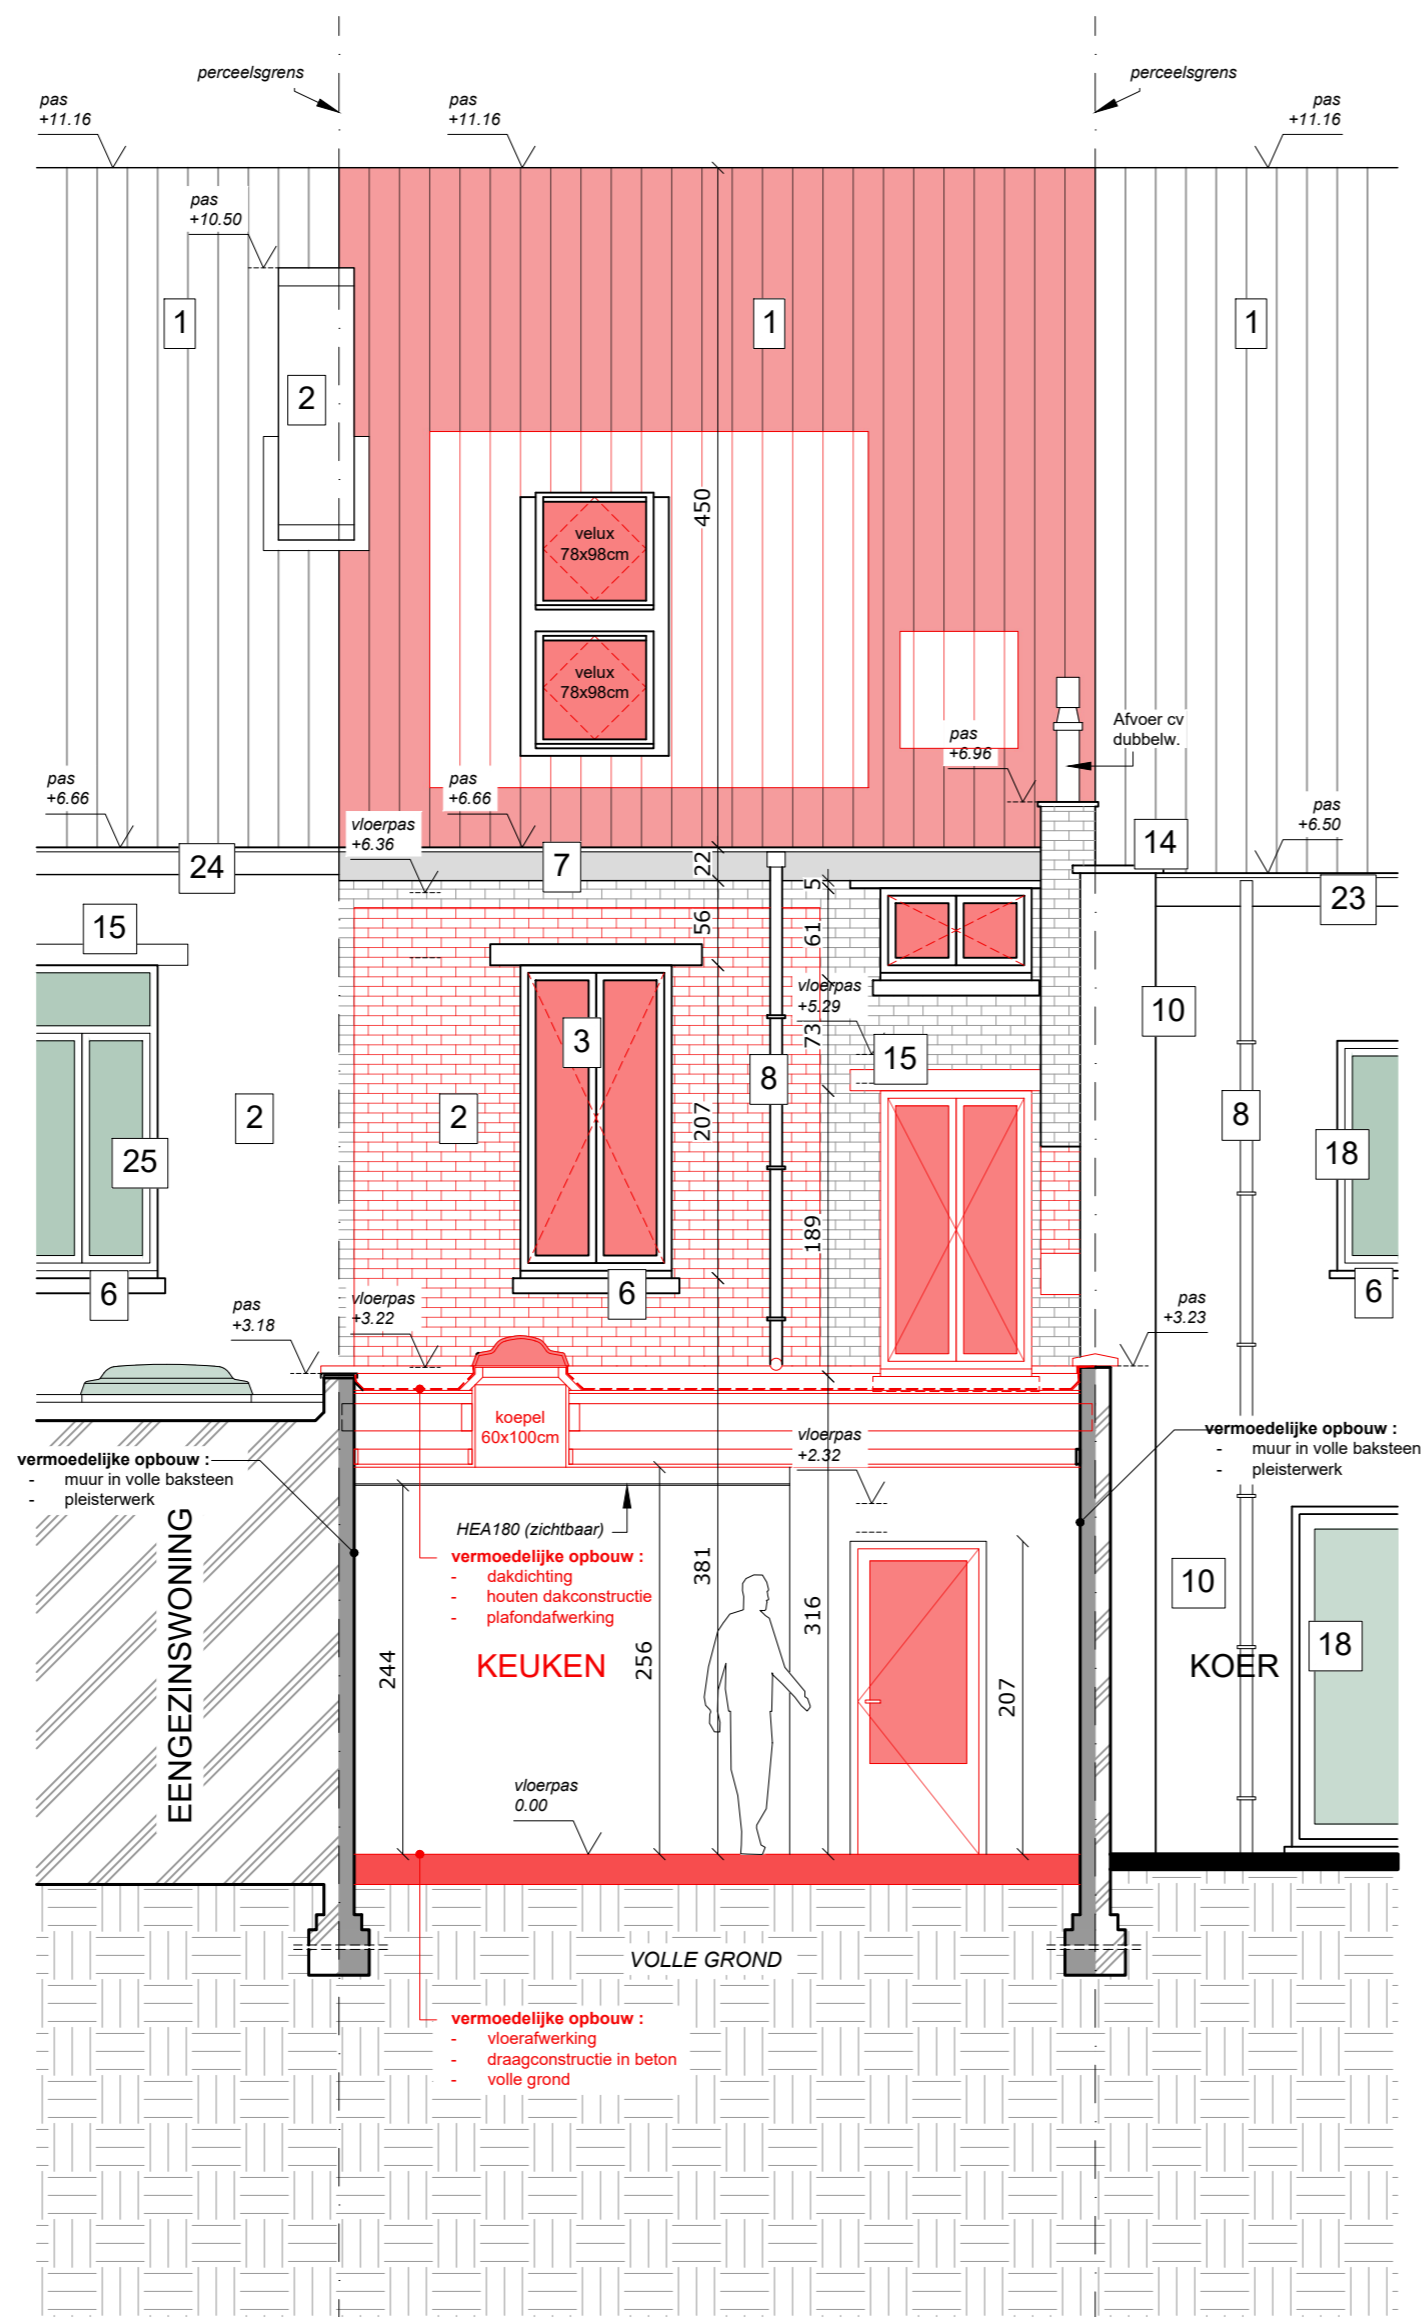 perceelsgrens
perceelsgrens
pas
+11.16
pas
+11.16
pas
+11.16
pas
+10.50
1
1
1
2
450
velux
78x98cm
velux
78x98cm
Afvoer cv
dubbelw.
pas
+6.96
pas
+6.66
pas
+6.66
pas
+6.50
vloerpas
+6.36
24
7
22
14
5
23
15
56
61
vloerpas
+5.29
10
3
73
15
8
2
2
207
8
25
18
189
6
6
6
pas
+3.18
vloerpas
+3.22
pas
+3.23
koepel
60x100cm
vloerpas
+2.32
vermoedelijke opbouw :
- muur in volle baksteen
- pleisterwerk
vermoedelijke opbouw :
- muur in volle baksteen
- pleisterwerk
HEA180 (zichtbaar)
vermoedelijke opbouw :
- dakdichting
- houten dakconstructie
- plafondafwerking
381
316
10
EENGEZINSWONING
244
KEUKEN
256
207
KOER
18
vloerpas
0.00
VOLLE GROND
vermoedelijke opbouw :
- vloerafwerking
- draagconstructie in beton
- volle grond